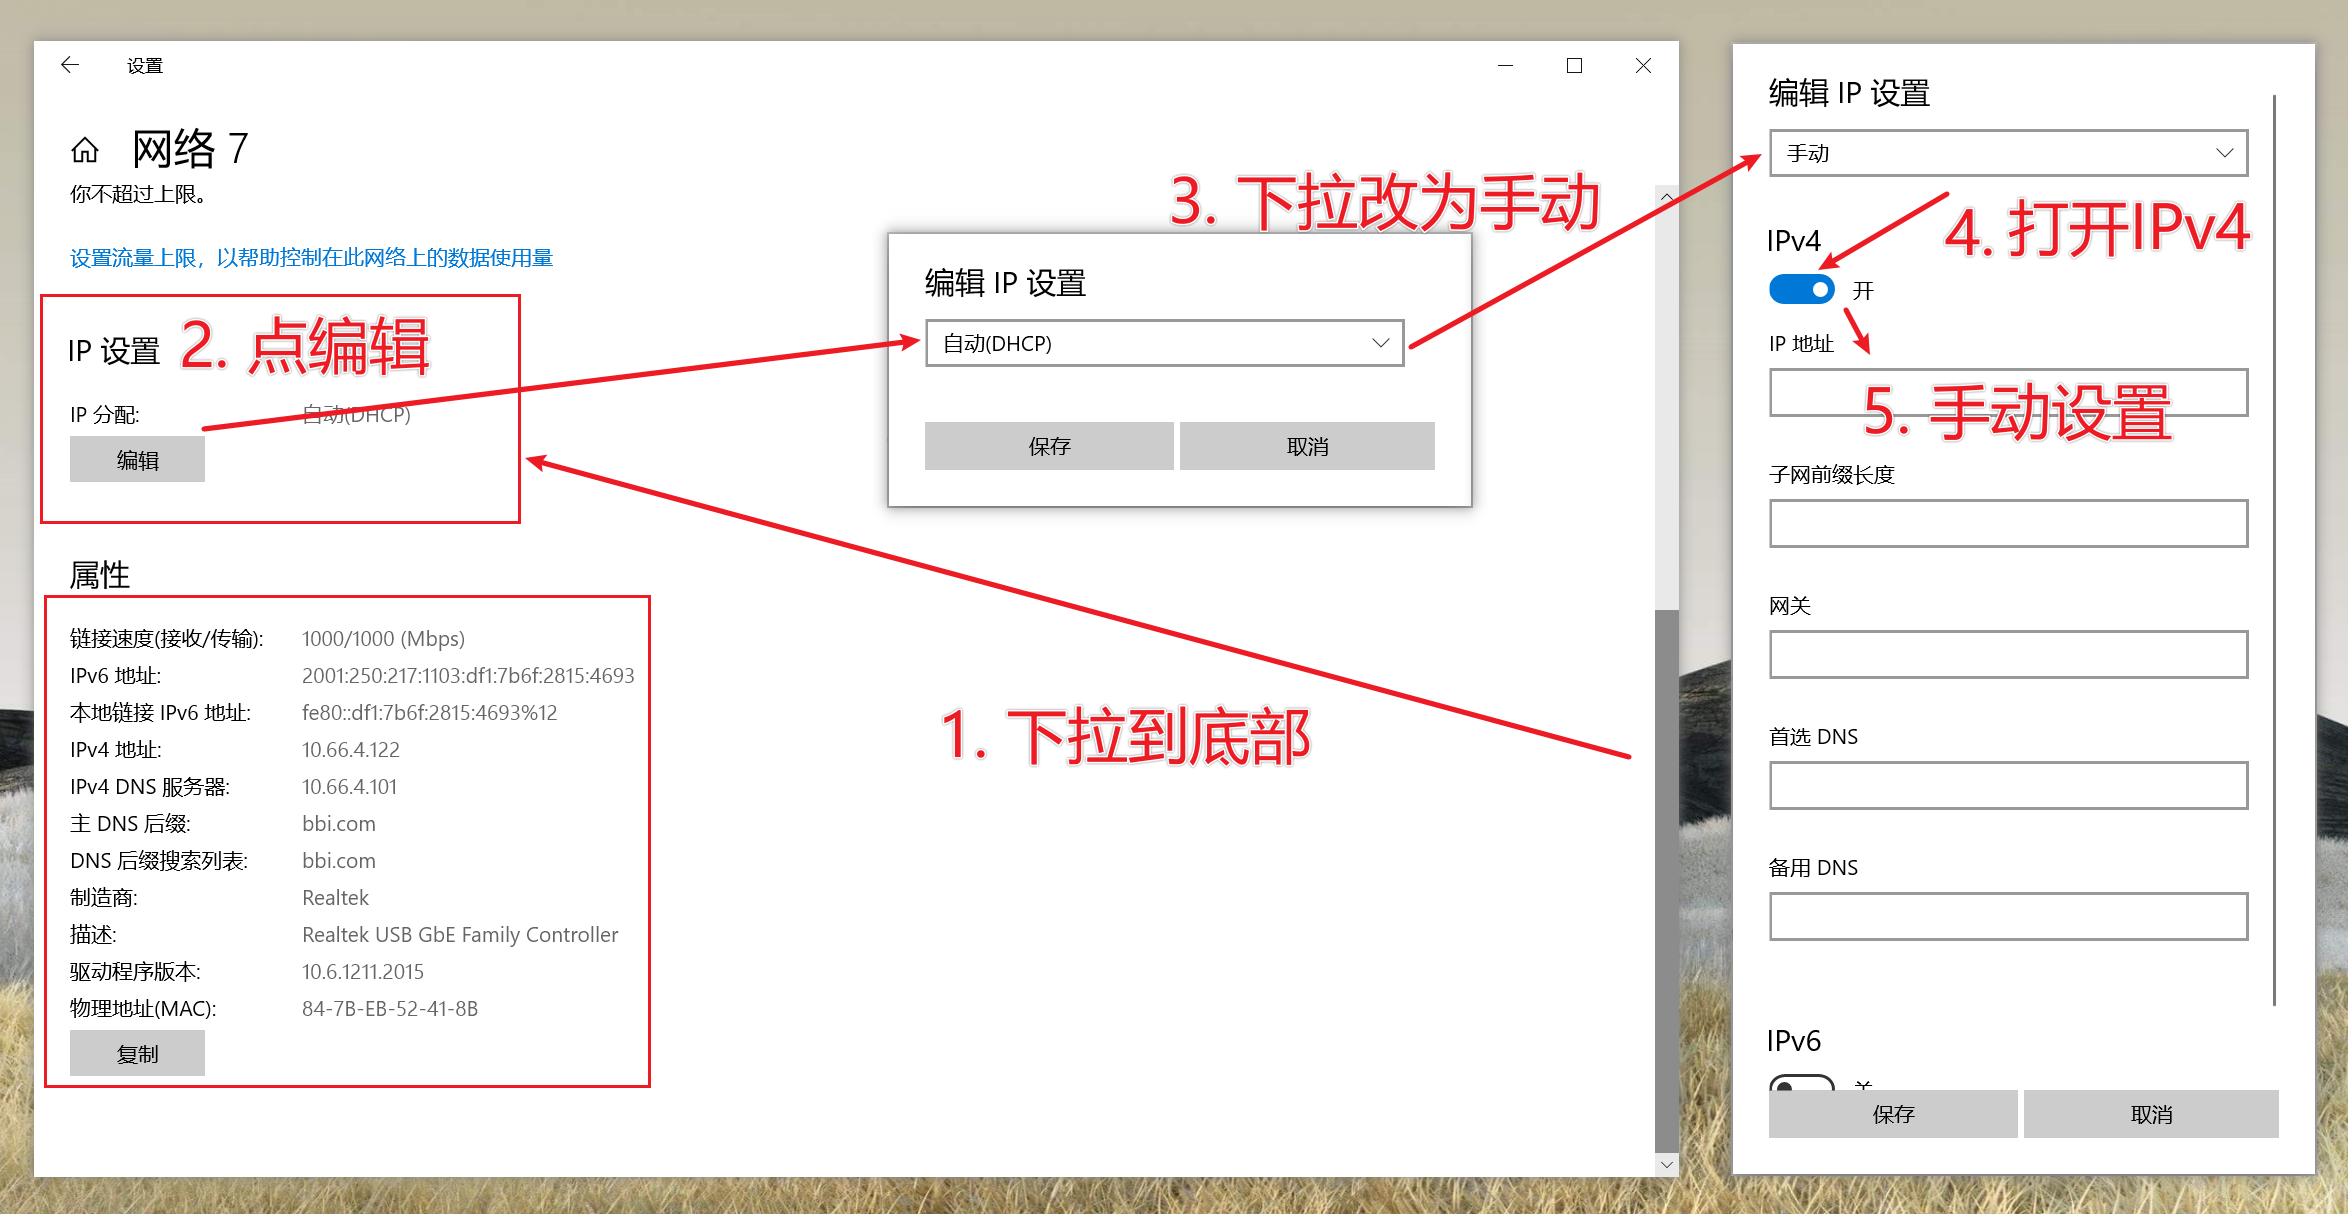 设置
网络 7
你不超过上限。
设置流量上限，以帮助控制在此网络上的数据使用量
IP 设置
2. 点编辑
IP 分配:
自动(DHCP)
编辑
属性
链接速度(接收/传输):
1000/1000 (Mbps)
IPv6 地址:
2001:250:217:1103:df1:7b6f:2815:4693
本地链接 IPv6 地址:
fe80::df1:7b6f:2815:4693%12
IPv4 地址:
10.66.4.122
IPv4 DNS 服务器:
10.66.4.101
主 DNS 后缀:
bbi.com
DNS 后缀搜索列表:
bbi.com
制造商:
Realtek
描述:
Realtek USB GbE Family Controller
驱动程序版本:
10.6.1211.2015
物理地址(MAC):
84-7B-EB-52-41-8B
复制
1. 下拉到底部
3. 下拉改为手动
编辑 IP 设置
自动(DHCP)
保存
取消
编辑 IP 设置
手动
4. 打开IPv4
IPv4
开
IP 地址
5. 手动设置
子网前缀长度
网关
首选 DNS
备用 DNS
IPv6
关
保存
取消